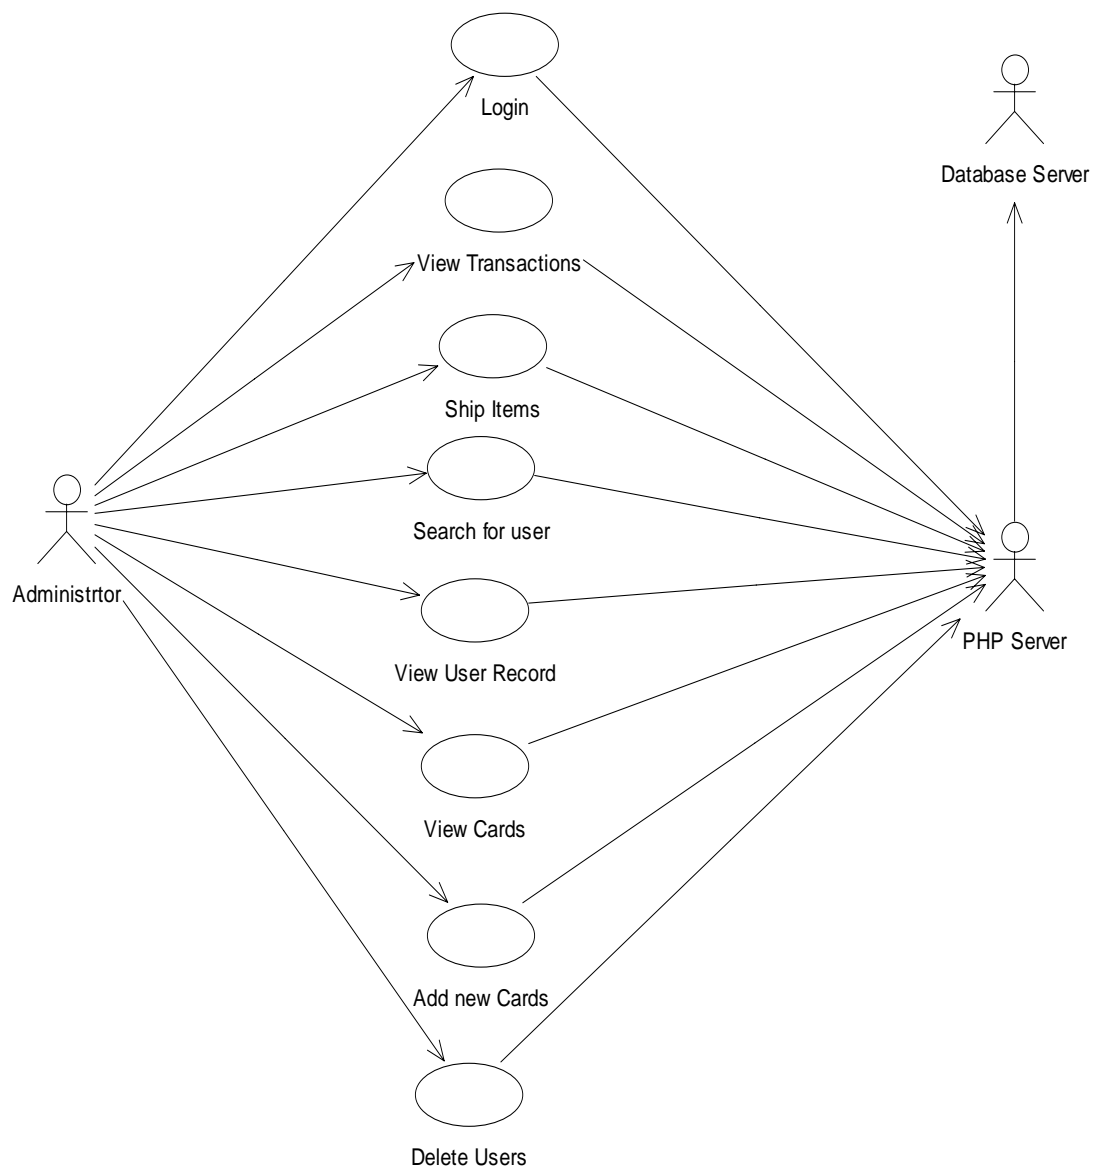 Login
Database Server
View Transactions
Ship Items
Search for user
Administrtor
PHP Server
View User Record
View Cards
Add new Cards
Delete Users